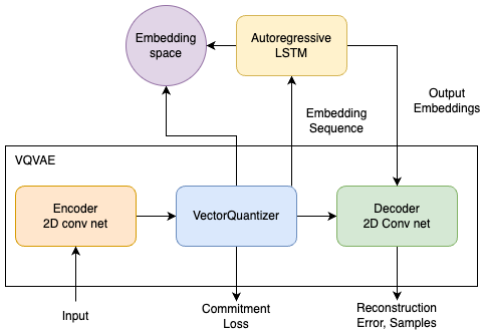 Embedding
space
Autoregressive
LSTM
Output
Embeddings
Embedding
Sequence
VQVAE
Encoder
2D conv net
VectorQuantizer
Decoder
2D Conv net
Input
Commitment
Loss
Reconstruction
Error, Samples